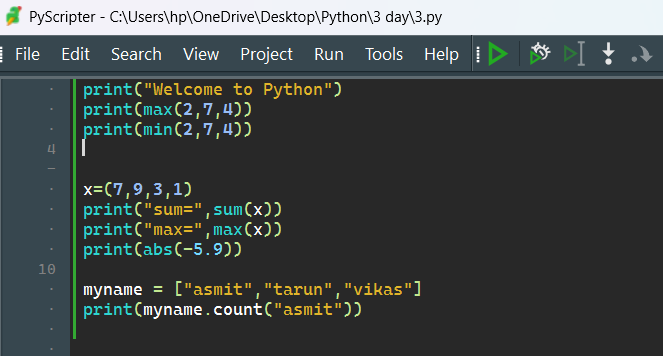 PyScripter - C:\Users\hp\OneDrive\Desktop\Python\3 day\3.py
File Edit Search View Project Run Tools Help
print("Welcome to Python")
print(max(2,7,4))
print(min(2,7,4))
4
x=(7,9,3,1)
print("sum=",sum(x))
print("max=",max(x))
print(abs(-5.9))
10
myname = ["asmit","tarun","vikas"]
print(myname.count("asmit"))